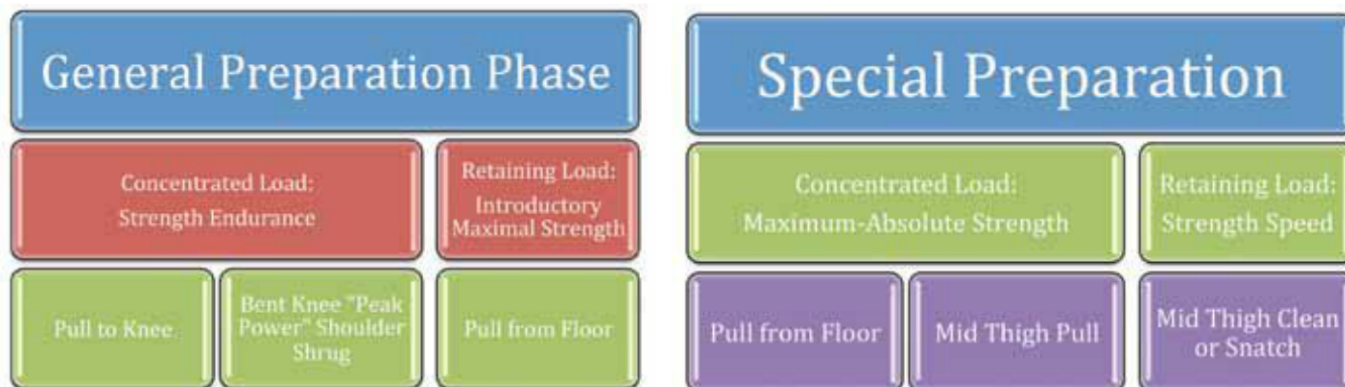 General Preparation Phase
Concentrated Load:
Strength Endurance
Retaining Load:
Introductory
Maximal Strength
Pull to Knee
Bent Knee "Peak
Power" Shoulder
Shrug
Pull from Floor
Special Preparation
Concentrated Load:
Maximum-Absolute Strength
Retaining Load:
Strength Speed
Pull from Floor
Mid Thigh Pull
Mid Thigh Clean
or Snatch